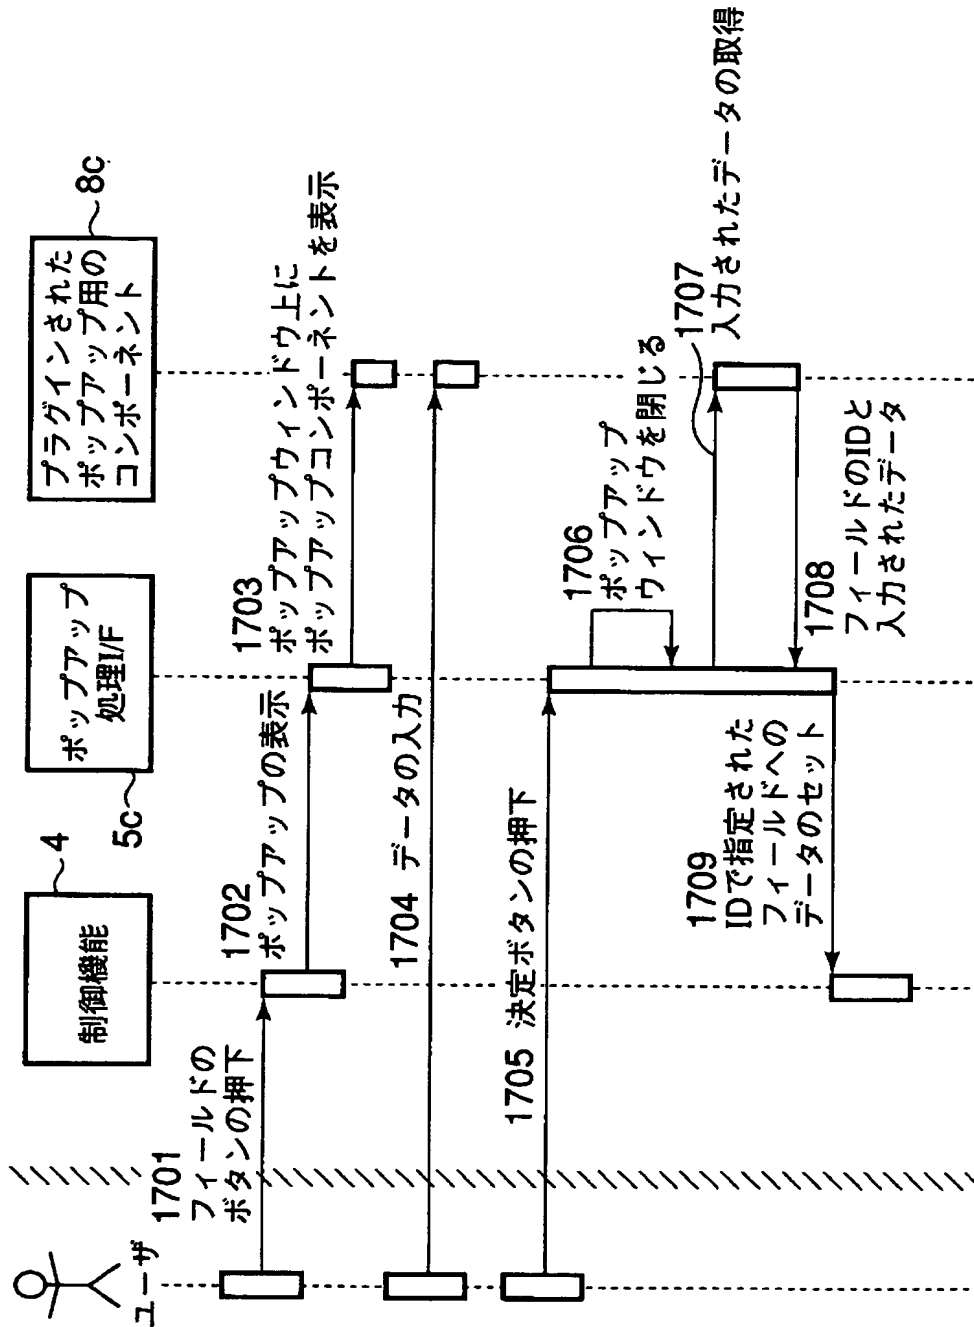 ユーザ
制御機能
4
ポップアップ
処理I/F
5c
プラグインされた
ポップアップ用の
コンポーネント
8c
1701
フィールドの
ボタンの押下
1702
ポップアップの表示
1703
ポップアップウィンドウ上に
ポップアップコンポーネントを表示
1704 データの入力
1705 決定ボタンの押下
1706
ポップアップ
ウィンドウを閉じる
1707
入力されたデータの取得
1708
フィールドのIDと
入力されたデータ
1709
IDで指定された
フィールドへの
データのセット